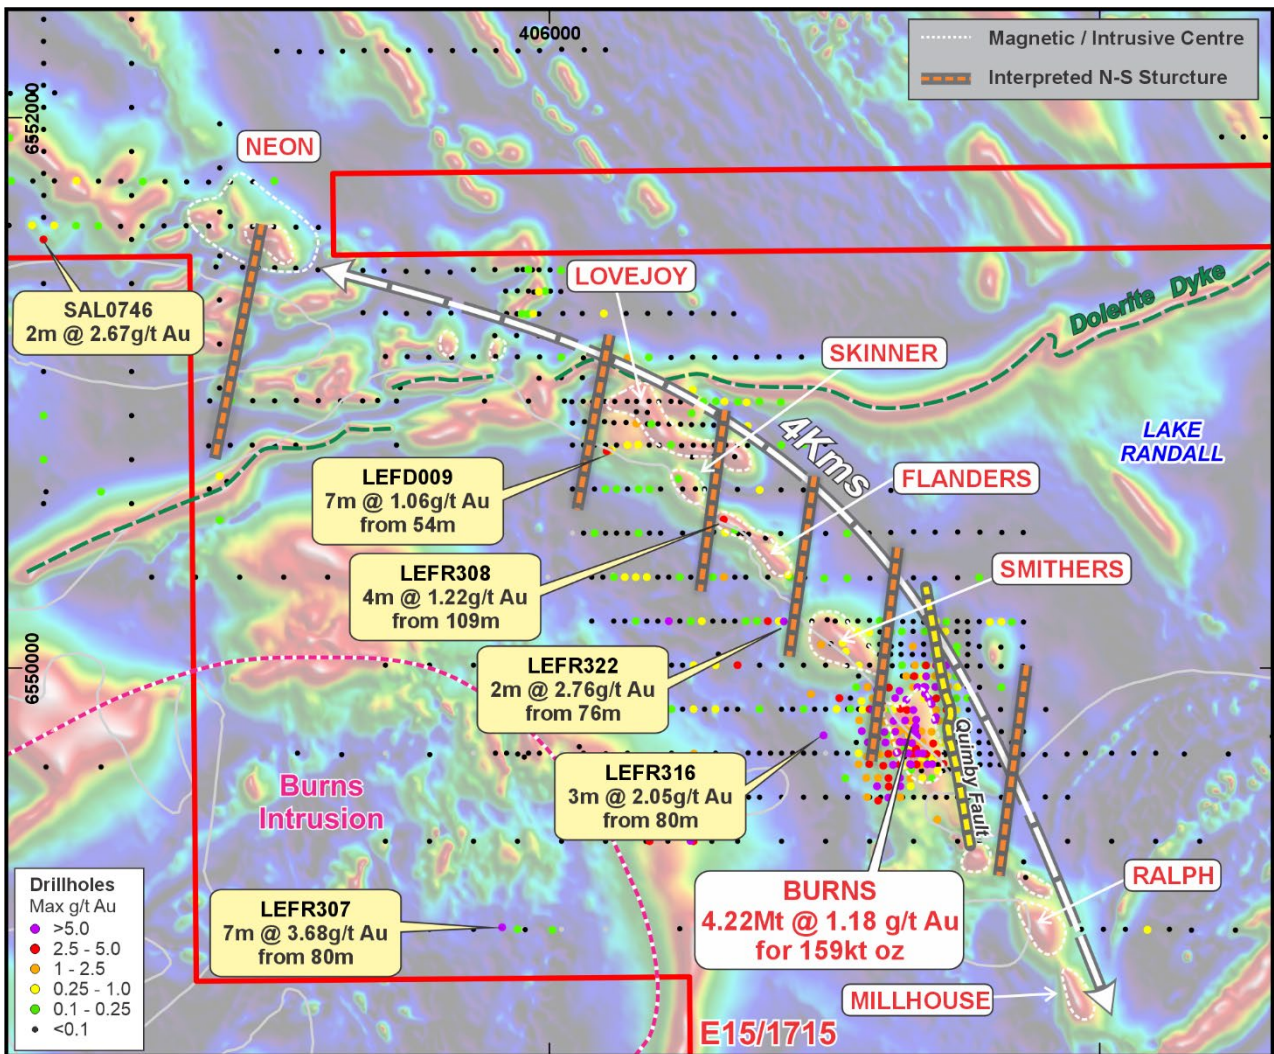 406000
Magnetic / Intrusive Centre
Interpreted N-S Sturcture
6552000
NEON
LOVEJOY
Dolerite Dyke
SAL0746
2m @ 2.67g/t Au
SKINNER
4Kms
LAKE
RANDALL
LEFD009
7m @ 1.06g/t Au
from 54m
FLANDERS
LEFR308
4m @ 1.22g/t Au
from 109m
SMITHERS
6550000
LEFR322
2m @ 2.76g/t Au
from 76m
Quimby Fault
LEFR316
3m @ 2.05g/t Au
from 80m
Burns
Intrusion
BURNS
4.22Mt @ 1.18 g/t Au
for 159kt oz
RALPH
Drillholes
Max g/t Au
>5.0
2.5 - 5.0
1 - 2.5
0.25 - 1.0
0.1 - 0.25
<0.1
LEFR307
7m @ 3.68g/t Au
from 80m
MILLHOUSE
E15/1715